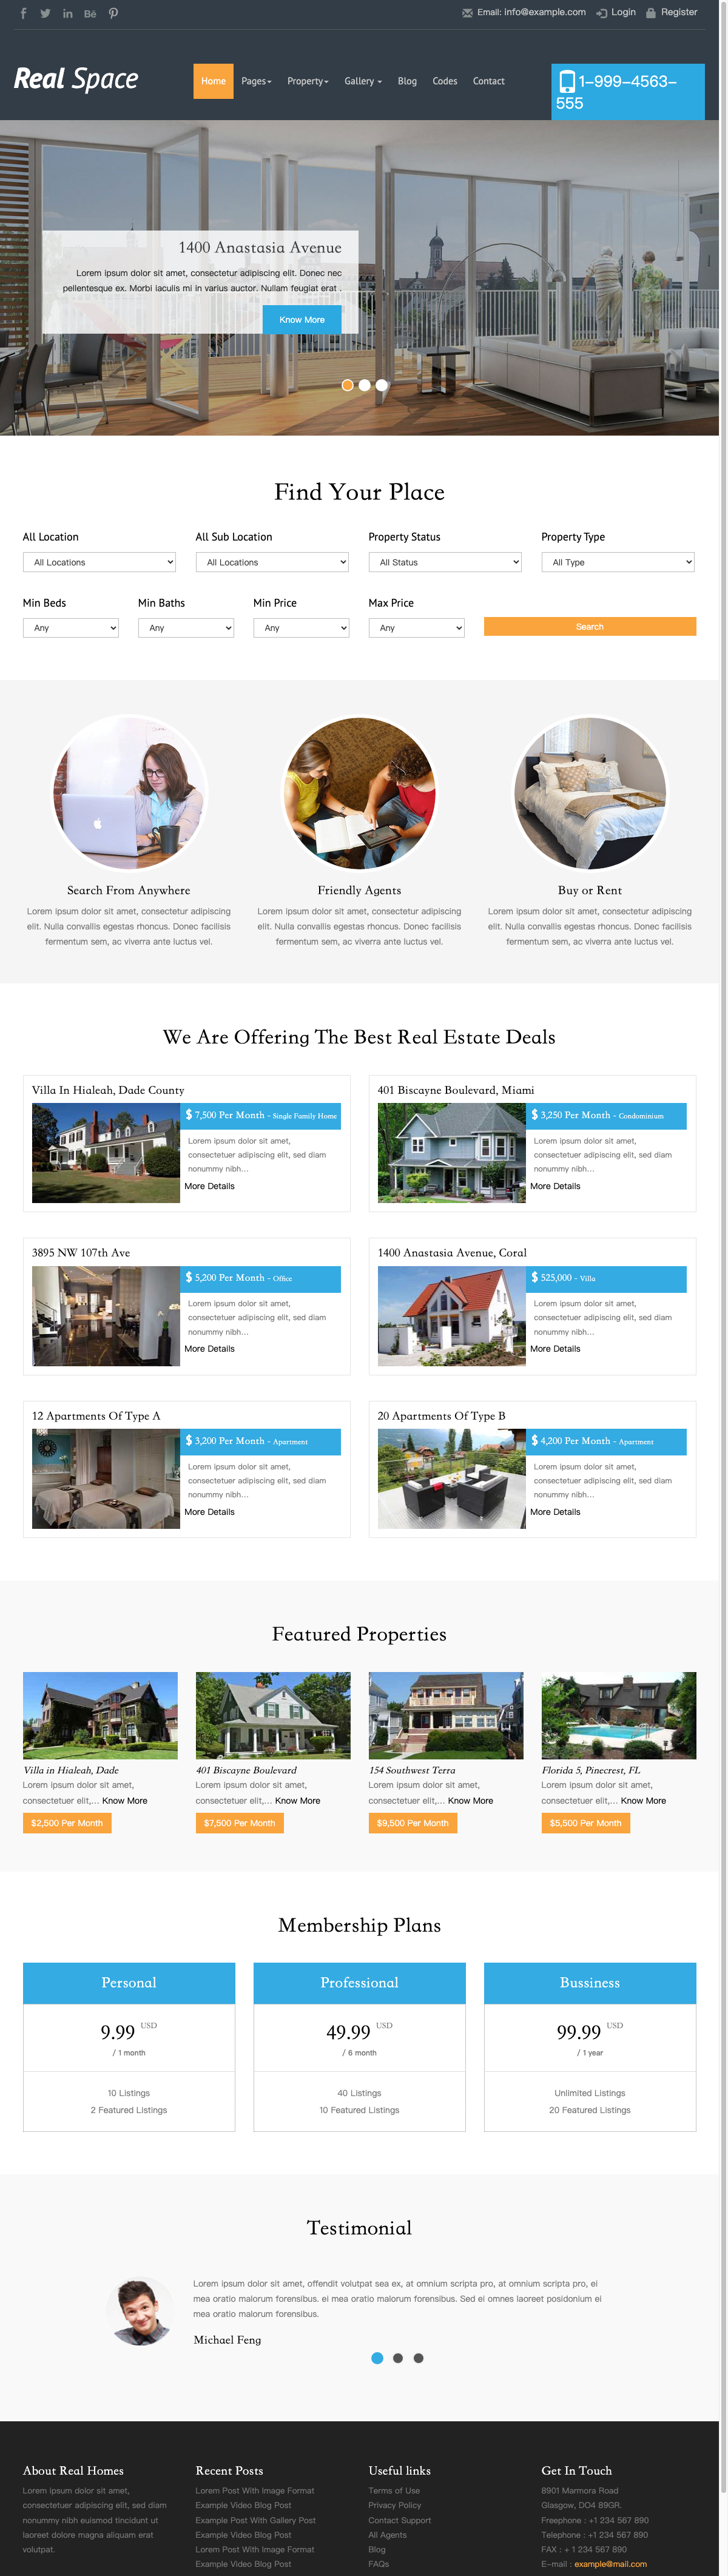 Email: info@example.com Login Register
Real Space
Home Pages Property Gallery Blog Codes Contact
1-999-4563-
555
1400 Anastasia Avenue
Lorem ipsum dolor sit amet, consectetur adipiscing elit. Donec nec
pellentesque ex. Morbi iaculis mi in varius auctor. Nullam feugiat erat .
Know More
Find Your Place
All Location All Sub Location Property Status Property Type
All Locations All Locations All Status All Type
Min Beds Min Baths Min Price Max Price
Any Any Any Any Search
Search From Anywhere
Lorem ipsum dolor sit amet, consectetur adipiscing
elit. Nulla convallis egestas rhoncus. Donec facilisis
fermentum sem, ac viverra ante luctus vel.
Friendly Agents
Lorem ipsum dolor sit amet, consectetur adipiscing
elit. Nulla convallis egestas rhoncus. Donec facilisis
fermentum sem, ac viverra ante luctus vel.
Buy or Rent
Lorem ipsum dolor sit amet, consectetur adipiscing
elit. Nulla convallis egestas rhoncus. Donec facilisis
fermentum sem, ac viverra ante luctus vel.
We Are Offering The Best Real Estate Deals
Villa In Hialeah, Dade County
$ 7,500 Per Month - Single Family Home
Lorem ipsum dolor sit amet,
consectetuer adipiscing elit, sed diam
nonummy nibh...
More Details
401 Biscayne Boulevard, Miami
$ 3,250 Per Month - Condominium
Lorem ipsum dolor sit amet,
consectetuer adipiscing elit, sed diam
nonummy nibh...
More Details
3895 NW 107th Ave
$ 5,200 Per Month - Office
Lorem ipsum dolor sit amet,
consectetuer adipiscing elit, sed diam
nonummy nibh...
More Details
1400 Anastasia Avenue, Coral
$ 525,000 - Villa
Lorem ipsum dolor sit amet,
consectetuer adipiscing elit, sed diam
nonummy nibh...
More Details
12 Apartments Of Type A
$ 3,200 Per Month - Apartment
Lorem ipsum dolor sit amet,
consectetuer adipiscing elit, sed diam
nonummy nibh...
More Details
20 Apartments Of Type B
$ 4,200 Per Month - Apartment
Lorem ipsum dolor sit amet,
consectetuer adipiscing elit, sed diam
nonummy nibh...
More Details
Featured Properties
Villa in Hialeah, Dade
Lorem ipsum dolor sit amet,
consectetuer elit,... Know More
$2,500 Per Month
401 Biscayne Boulevard
Lorem ipsum dolor sit amet,
consectetuer elit,... Know More
$7,500 Per Month
154 Southwest Terra
Lorem ipsum dolor sit amet,
consectetuer elit,... Know More
$9,500 Per Month
Florida 5, Pinecrest, FL
Lorem ipsum dolor sit amet,
consectetuer elit,... Know More
$5,500 Per Month
Membership Plans
Personal
9.99 USD
/ 1 month
10 Listings
2 Featured Listings
Professional
49.99 USD
/ 6 month
40 Listings
10 Featured Listings
Bussiness
99.99 USD
/ 1 year
Unlimited Listings
20 Featured Listings
Testimonial
Lorem ipsum dolor sit amet, offendit volutpat sea ex, at omnium scripta pro, at omnium scripta pro, ei
mea oratio malorum forensibus. ei mea oratio malorum forensibus. Sed ei omnes laoreet posidonium ei
mea oratio malorum forensibus.
Michael Feng
About Real Homes
Lorem ipsum dolor sit amet,
consectetuer adipiscing elit, sed diam
nonummy nibh euismod tincidunt ut
laoreet dolore magna aliquam erat
volutpat.
Recent Posts
Lorem Post With Image Format
Example Video Blog Post
Example Post With Gallery Post
Example Video Blog Post
Lorem Post With Image Format
Example Video Blog Post
Useful links
Terms of Use
Privacy Policy
Contact Support
All Agents
Blog
FAQs
Get In Touch
8901 Marmora Road
Glasgow, DO4 89GR.
Freephone : +1 234 567 890
Telephone : +1 234 567 890
FAX : + 1 234 567 890
E-mail : example@mail.com